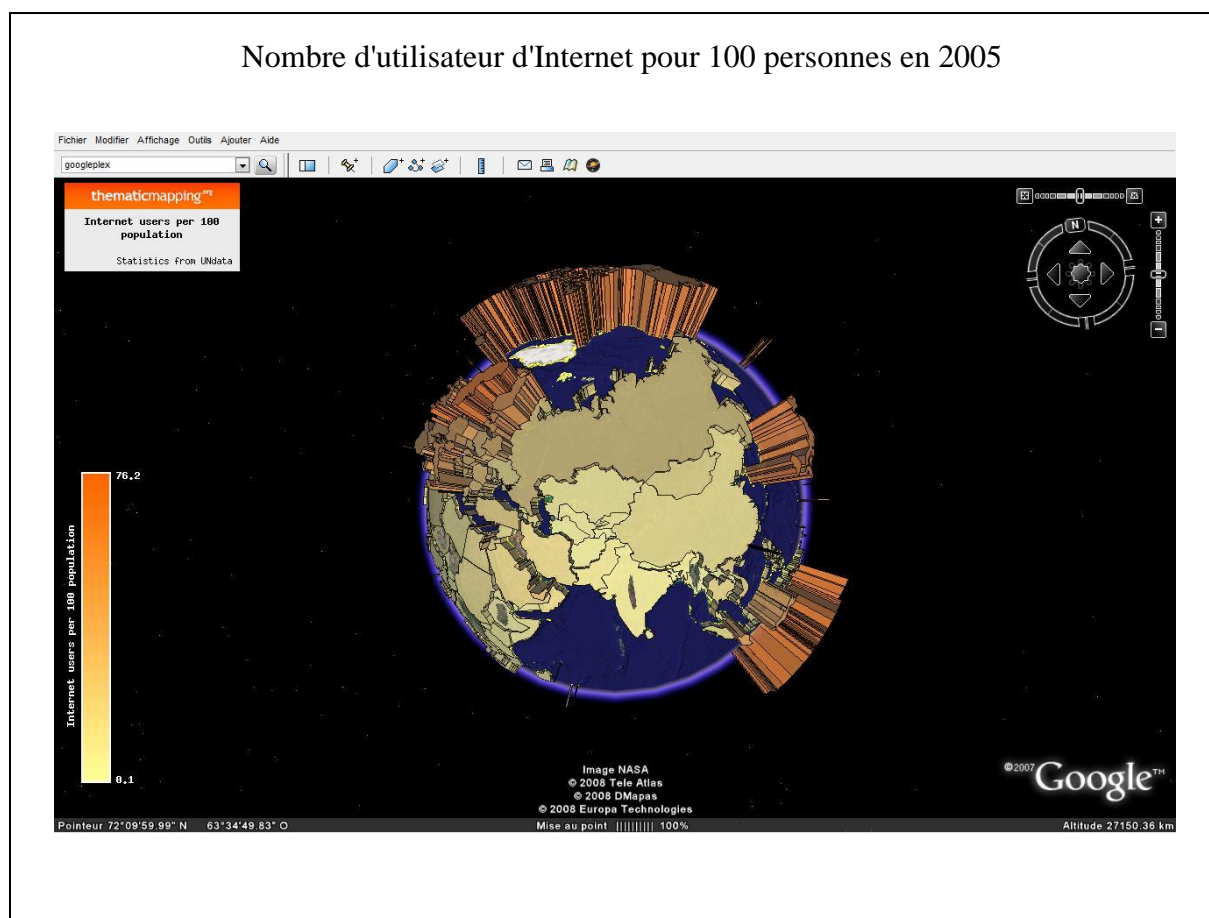 Nombre d'utilisateur d'Internet pour 100 personnes en 2005
Fichier Modifier Affichage Outils Ajouter Aide
googleplex
thematicmapping.org
Internet users per 100
population
Statistics from UNdata
N
76.2
Internet users per 100 population
0.1
Image NASA
© 2008 Tele Atlas
© 2008 DMapas
© 2008 Europa Technologies
©2007 Google™
Pointeur 72°09'59.99" N 63°34'49.83" O Mise au point |||||||||| 100% Altitude 27150.36 km